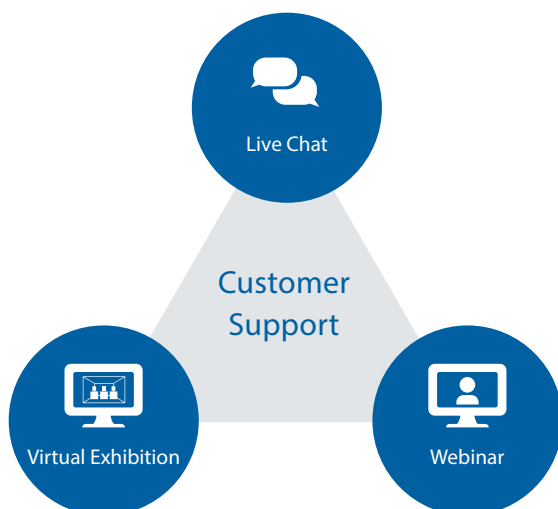 Live Chat
Customer
Support
Virtual Exhibition
Webinar